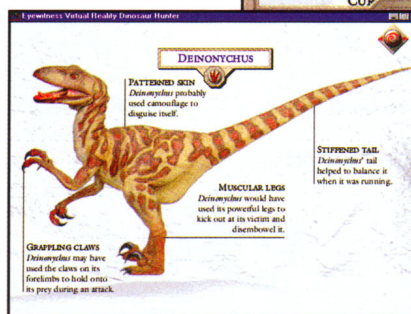 Eyewitness Virtual Reality Dinosaur Hunter
DEINONYCHUS
PATTERNED SKIN
Deinonychus probably
used camouflage to
disguise itself.
STIFFENED TAIL
Deinonychus' tail
helped to balance it
when it was running.
MUSCULAR LEGS
Deinonychus would have
used its powerful legs to
kick out at its victim and
disembowel it.
GRAPPLING CLAWS
Deinonychus may have
used the claws on its
forelimbs to hold onto
its prey during an attack.